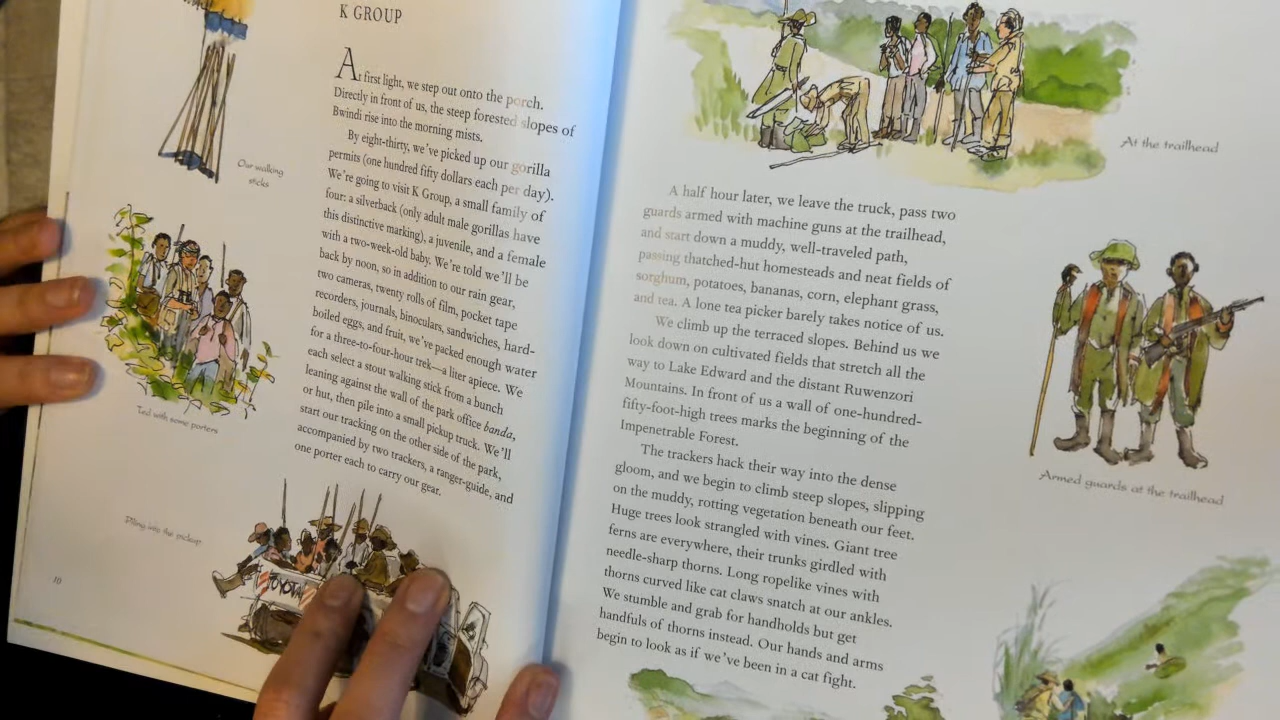 K GROUP
At first light, we step out onto the porch.
Directly in front of us, the steep forested slopes of
Bwindi rise into the morning mists.
By eight-thirty, we've picked up our gorilla
permits (one hundred fifty dollars each per day).
We're going to visit K Group, a small family of
four: a silverback (only adult male gorillas have
this distinctive marking), a juvenile, and a female
with a two-week-old baby. We're told we'll be
back by noon, so in addition to our rain gear,
two cameras, twenty rolls of film, pocket tape
recorders, journals, binoculars, sandwiches, hard-
boiled eggs, and fruit, we've packed enough water
for a three-to-four-hour trek—a liter apiece. We
each select a stout walking stick from a bunch
leaning against the wall of the park office banda,
or hut, then pile into a small pickup truck. We'll
start our tracking on the other side of the park,
accompanied by two trackers, a ranger-guide, and
one porter each to carry our gear.
Our walking
sticks
Ted with some porters
Piling into the pickup
TOYOTA
10
At the trailhead
A half hour later, we leave the truck, pass two
guards armed with machine guns at the trailhead,
and start down a muddy, well-traveled path,
passing thatched-hut homesteads and neat fields of
sorghum, potatoes, bananas, corn, elephant grass,
and tea. A lone tea picker barely takes notice of us.
We climb up the terraced slopes. Behind us we
look down on cultivated fields that stretch all the
way to Lake Edward and the distant Ruwenzori
Mountains. In front of us a wall of one-hundred-
fifty-foot-high trees marks the beginning of the
Impenetrable Forest.
The trackers hack their way into the dense
gloom, and we begin to climb steep slopes, slipping
on the muddy, rotting vegetation beneath our feet.
Huge trees look strangled with vines. Giant tree
ferns are everywhere, their trunks girdled with
needle-sharp thorns. Long ropelike vines with
thorns curved like cat claws snatch at our ankles.
We stumble and grab for handholds but get
handfuls of thorns instead. Our hands and arms
begin to look as if we've been in a cat fight.
Armed guards at the trailhead